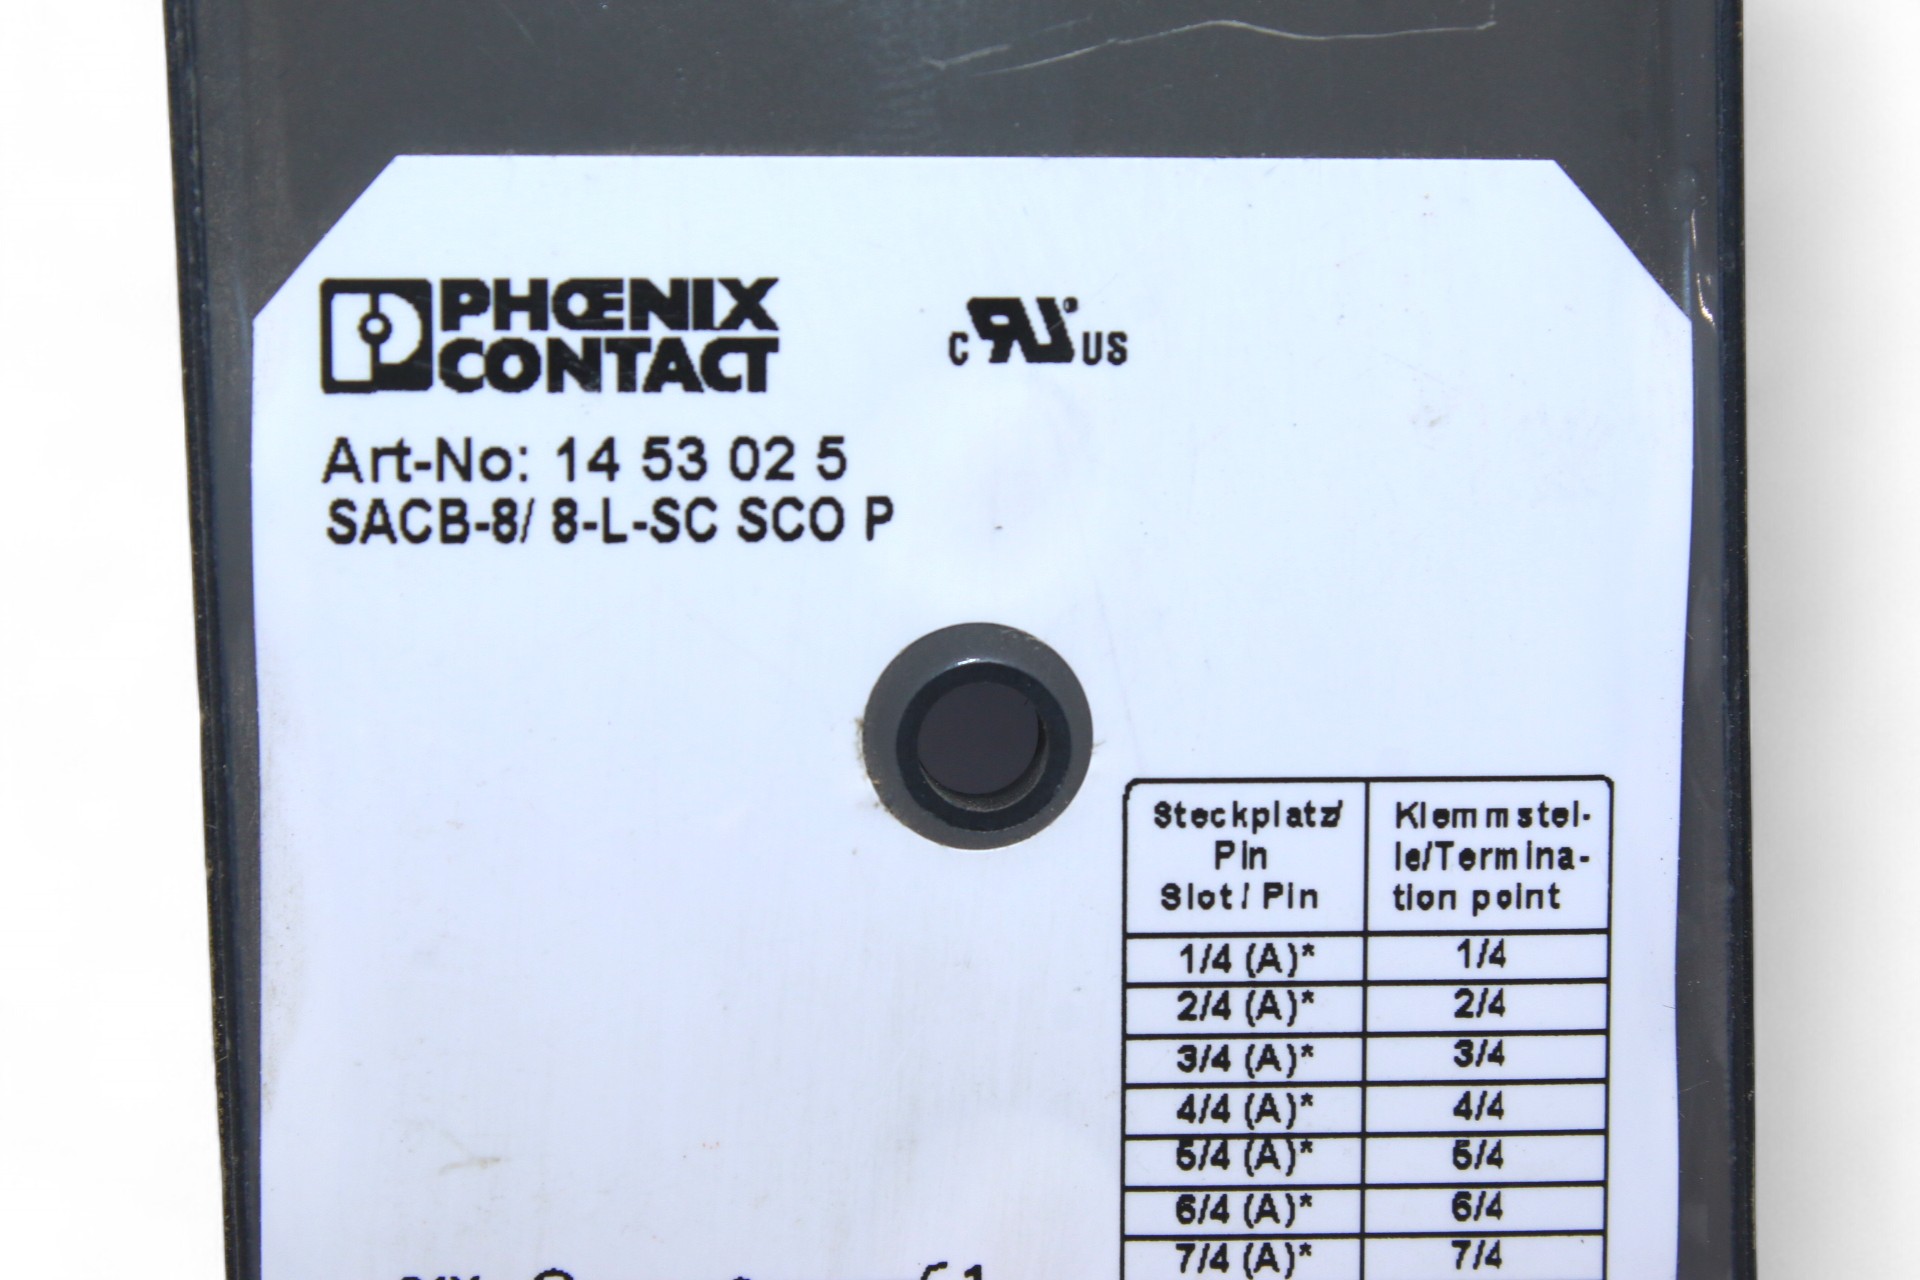 PHŒNIX
CONTACT
c RU US
Art-No: 14 53 02 5
SACB-8/ 8-L-SC SCO P
Steckplatz/ Klemmstel-
Pin le/Termina-
Slot / Pin tion point
1/4 (A)* 1/4
2/4 (A)* 2/4
3/4 (A)* 3/4
4/4 (A)* 4/4
5/4 (A)* 5/4
6/4 (A)* 6/4
7/4 (A)* 7/4